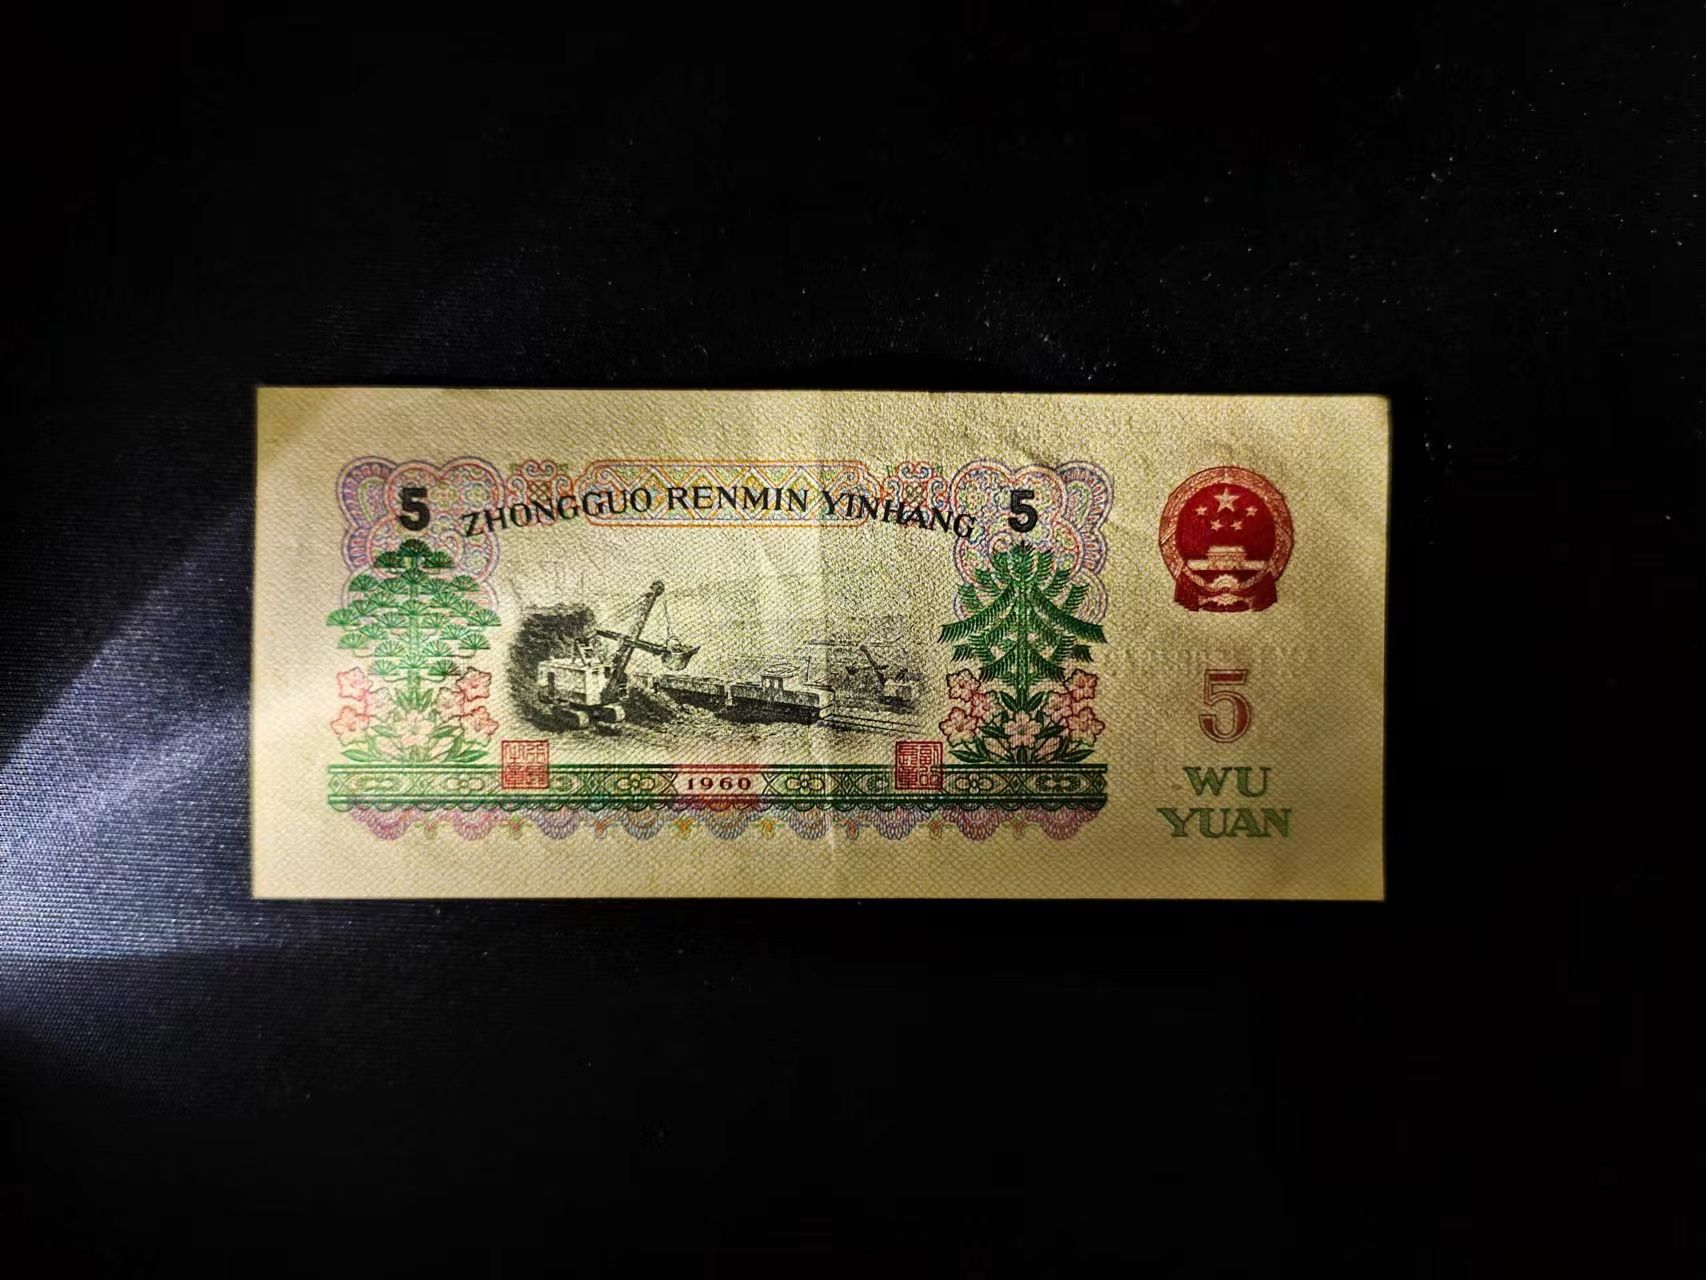 5 ZHONGGUO RENMIN YINHANG 5
5
1960
WU
YUAN